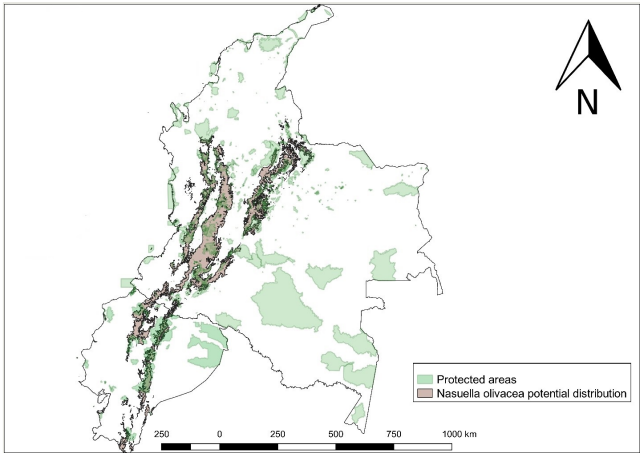 N
Protected areas
Nasuella olivacea potential distribution
250 0 250 500 750 1000 km